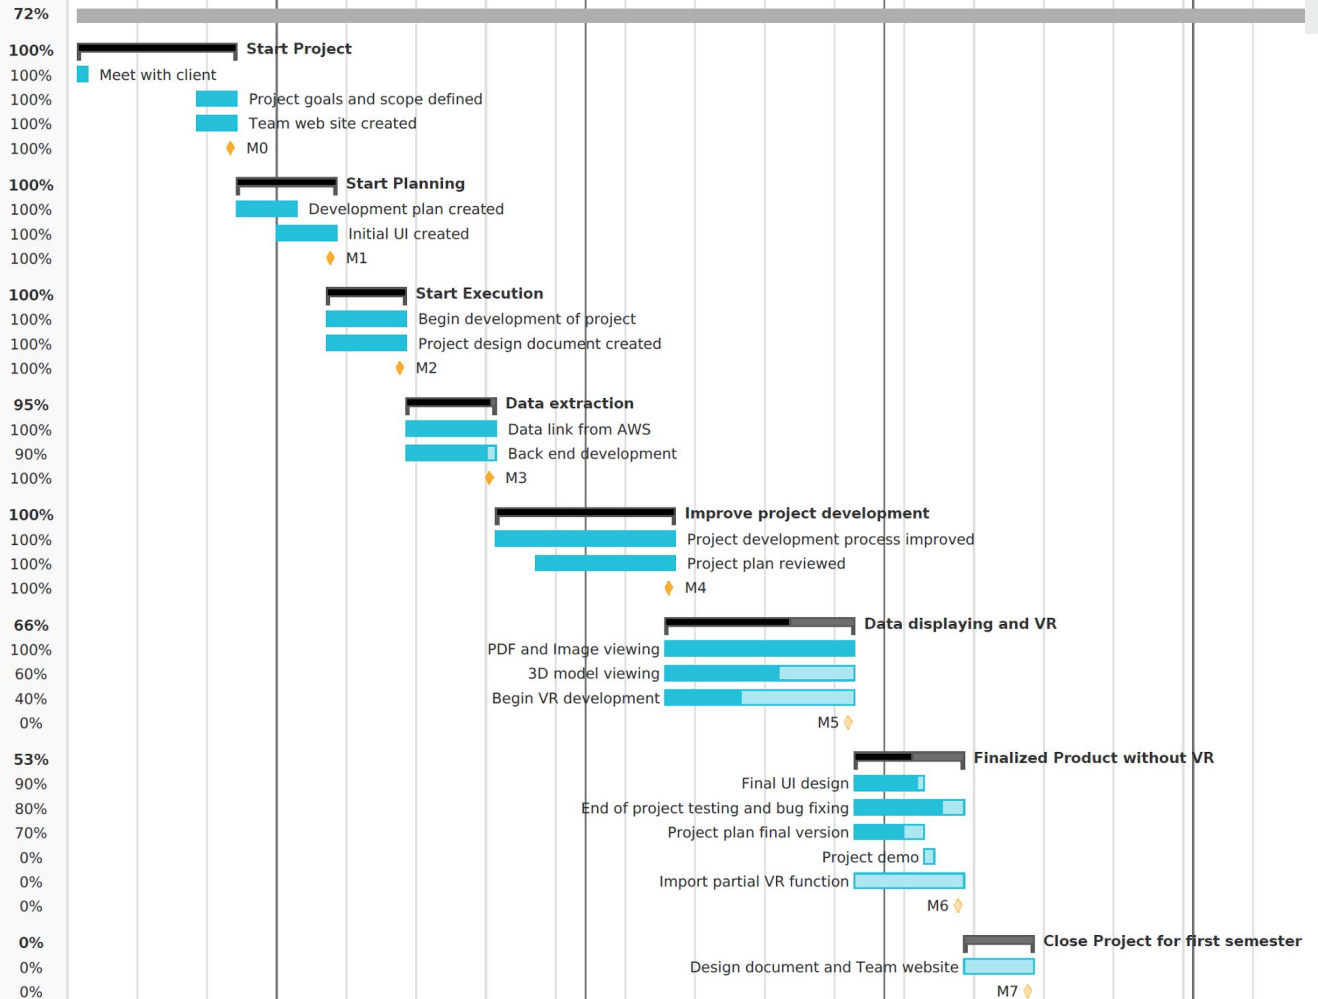 72%
100% Start Project
100% Meet with client
100% Project goals and scope defined
100% Team web site created
100% M0
100% Start Planning
100% Development plan created
100% Initial UI created
100% M1
100% Start Execution
100% Begin development of project
100% Project design document created
100% M2
95% Data extraction
100% Data link from AWS
90% Back end development
100% M3
100% Improve project development
100% Project development process improved
100% Project plan reviewed
100% M4
66% Data displaying and VR
100% PDF and Image viewing
60% 3D model viewing
40% Begin VR development
0% M5
53% Finalized Product without VR
90% Final UI design
80% End of project testing and bug fixing
70% Project plan final version
0% Project demo
0% Import partial VR function
0% M6
0% Close Project for first semester
0% Design document and Team website
0% M7